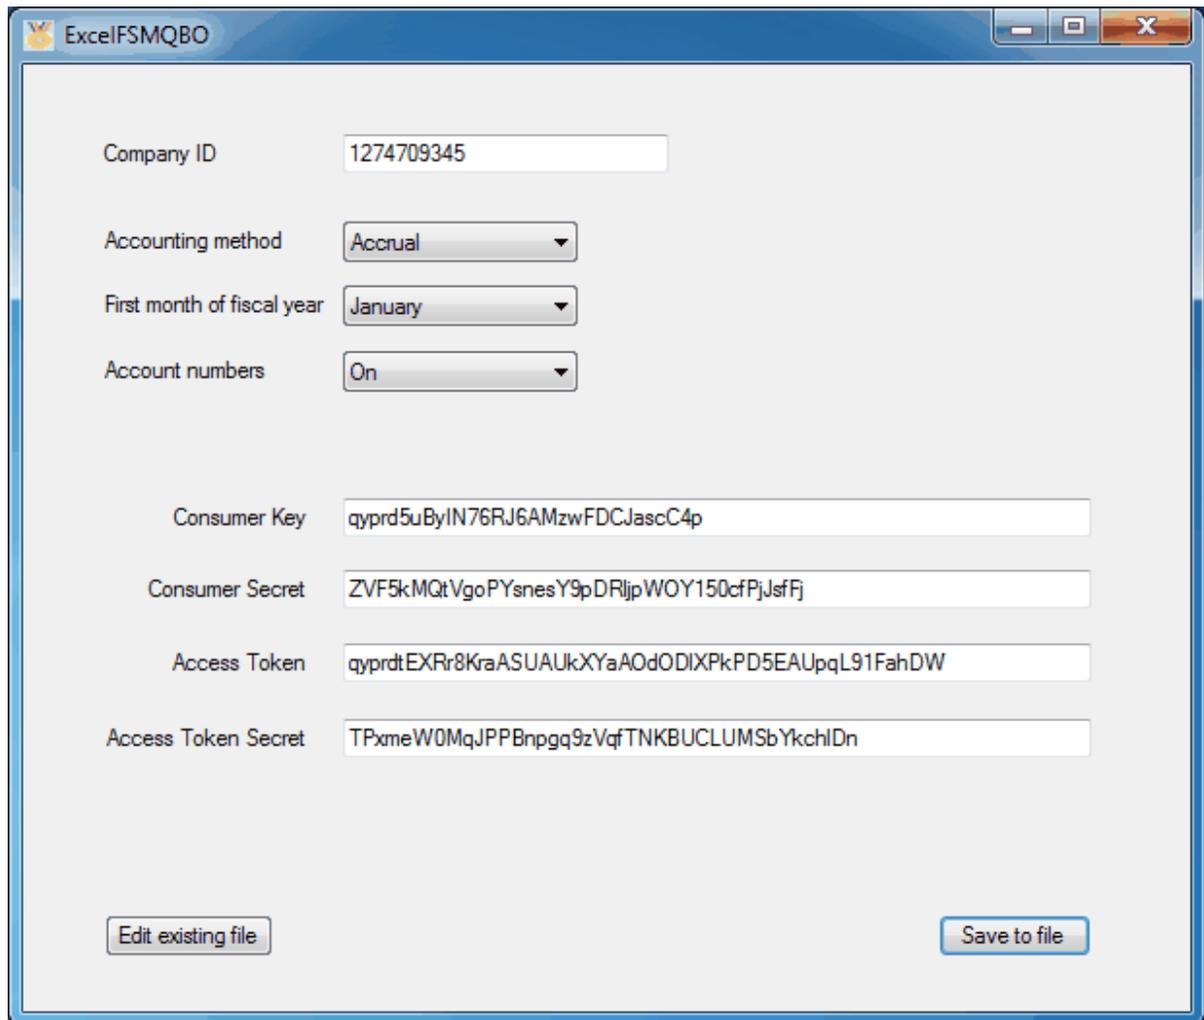 ExcelFSMQBO
Company ID 1274709345
Accounting method Accrual
First month of fiscal year January
Account numbers On
Consumer Key qyprd5uByIN76RJ6AMzwFDCJascC4p
Consumer Secret ZVF5kMQtVgoPYsnesY9pDRljpWOY150cfPjJsfFj
Access Token qyprdtEXRr8KraASUAUkXYaAOdODIXPkPD5EAUpqL91FahDW
Access Token Secret TPxmeW0MqJPPBnpgq9zVqfTNKBUCLUMSbYkchIDn
Edit existing file Save to file